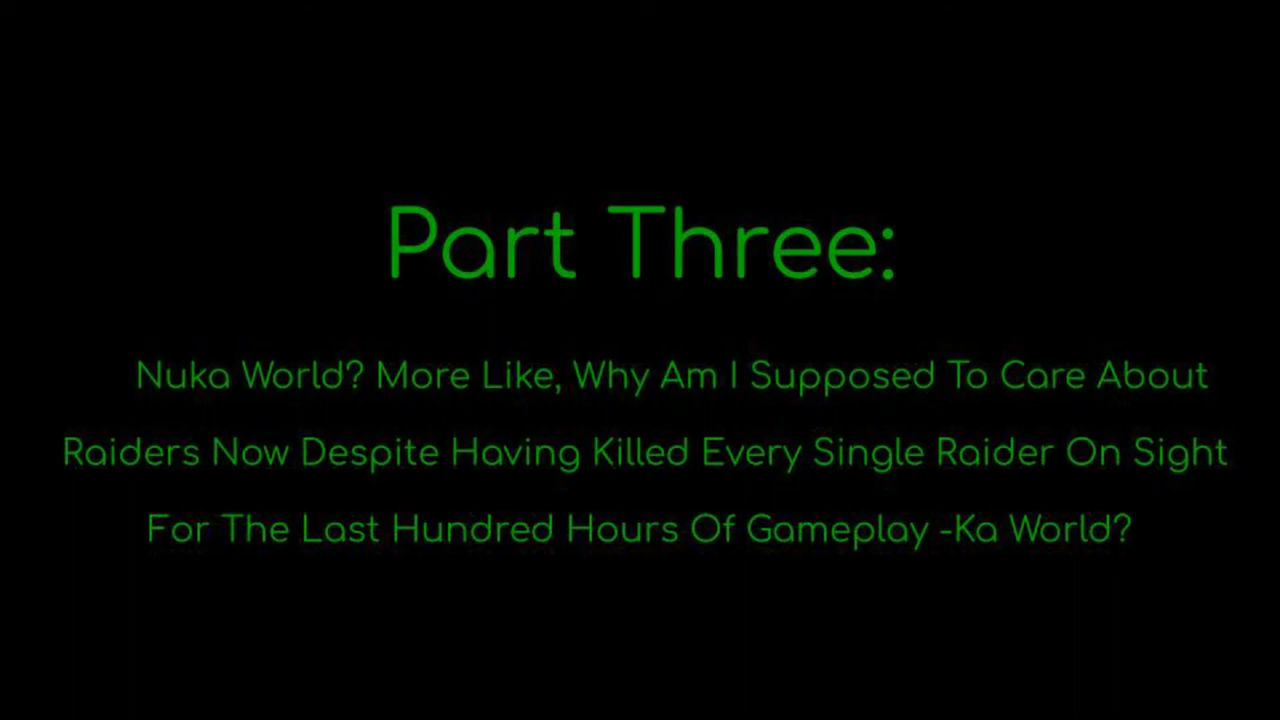 Part Three:
Nuka World? More Like, Why Am I Supposed To Care About
Raiders Now Despite Having Killed Every Single Raider On Sight
For The Last Hundred Hours Of Gameplay -Ka World?